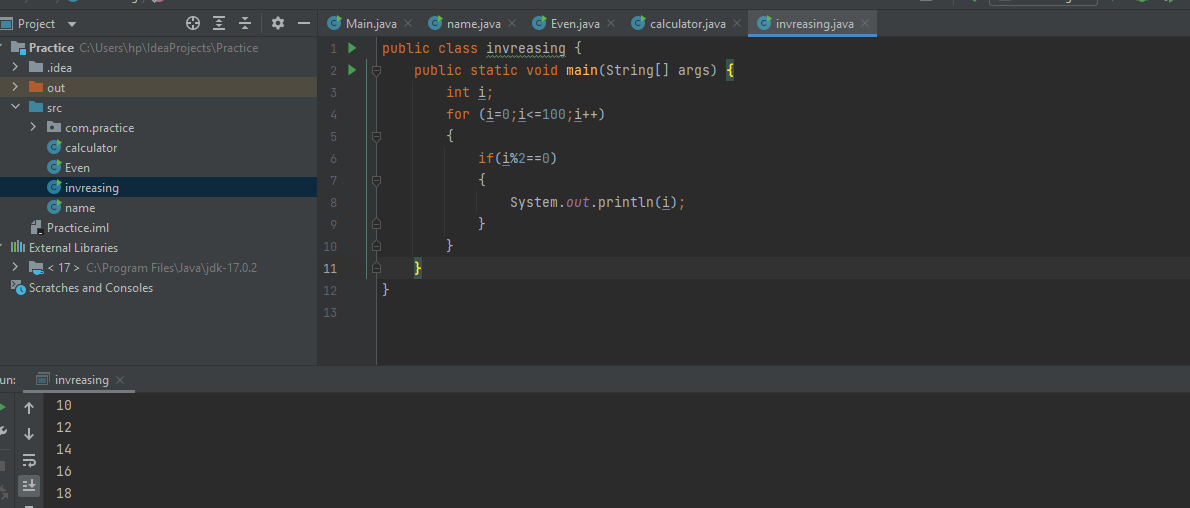 Project
Main.java
name.java
Even.java
calculator.java
invreasing.java
Practice C:\Users\hp\IdeaProjects\Practice
.idea
out
src
com.practice
calculator
Even
invreasing
name
Practice.iml
External Libraries
< 17 > C:\Program Files\Java\jdk-17.0.2
Scratches and Consoles
1 public class invreasing {
2 public static void main(String[] args) {
3 int i;
4 for (i=0;i<=100;i++)
5 {
6 if(i%2==0)
7 {
8 System.out.println(i);
9 }
10 }
11 }
12 }
13
un: invreasing
10
12
14
16
18